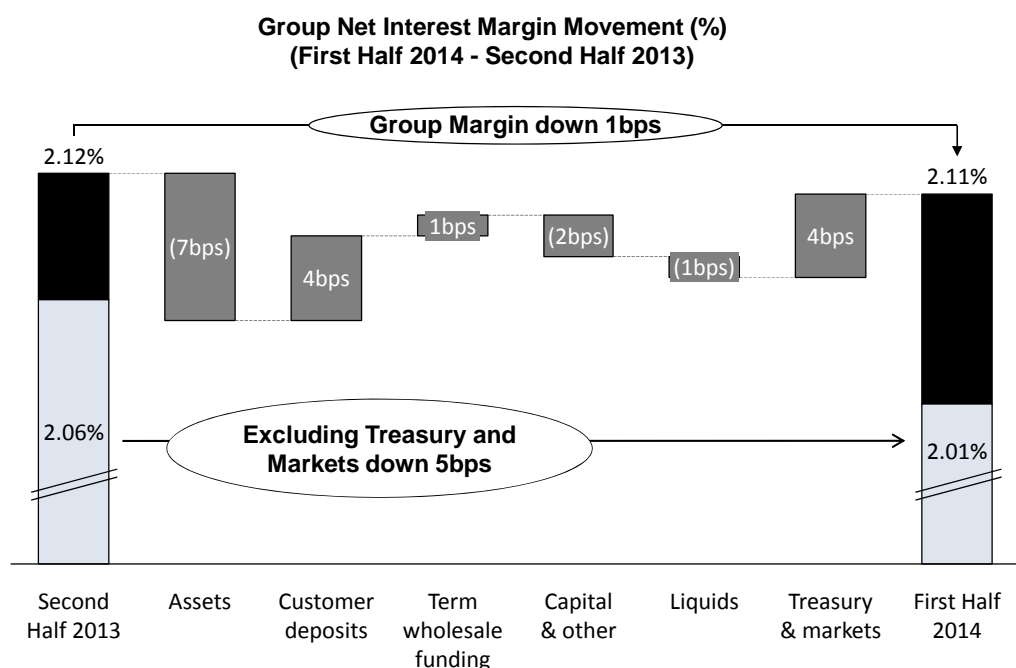 Group Net Interest Margin Movement (%)
(First Half 2014 - Second Half 2013)
Group Margin down 1bps
2.12%
2.11%
(7bps)
4bps
1bps
(2bps)
(1bps)
4bps
2.06%
Excluding Treasury and
Markets down 5bps
2.01%
Second
Half 2013
Assets
Customer
deposits
Term
wholesale
funding
Capital
& other
Liquids
Treasury
& markets
First Half
2014